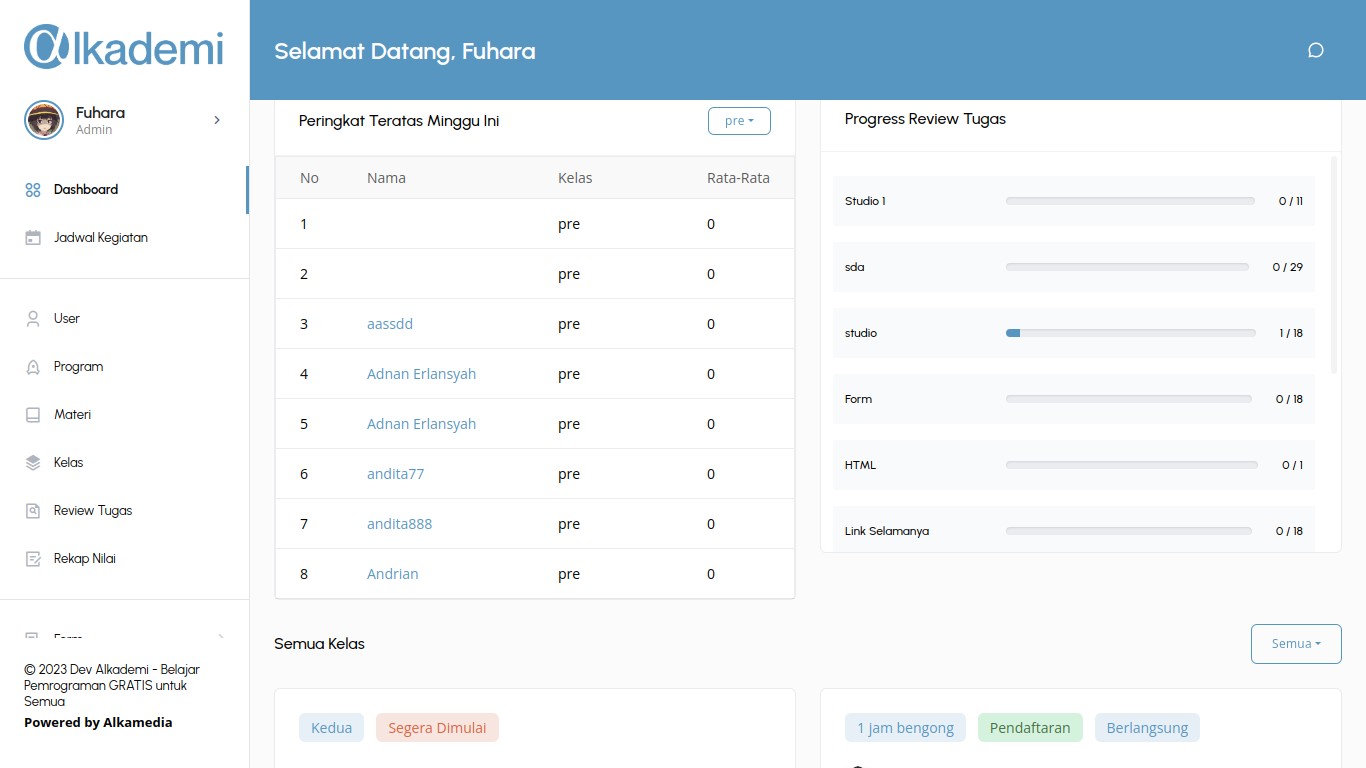 @lkademi
Selamat Datang, Fuhara
Fuhara
Admin
Dashboard
Jadwal Kegiatan
User
Program
Materi
Kelas
Review Tugas
Rekap Nilai
Form
© 2023 Dev Alkademi - Belajar
Pemrograman GRATIS untuk
Semua
Powered by Alkamedia
Peringkat Teratas Minggu Ini
pre
No Nama Kelas Rata-Rata
1 pre 0
2 pre 0
3 aassdd pre 0
4 Adnan Erlansyah pre 0
5 Adnan Erlansyah pre 0
6 andita77 pre 0
7 andita888 pre 0
8 Andrian pre 0
Progress Review Tugas
Studio 1 0 / 11
sda 0 / 29
studio 1 / 18
Form 0 / 18
HTML 0 / 1
Link Selamanya 0 / 18
Semua Kelas
Semua
Kedua Segera Dimulai
1 jam bengong Pendaftaran Berlangsung